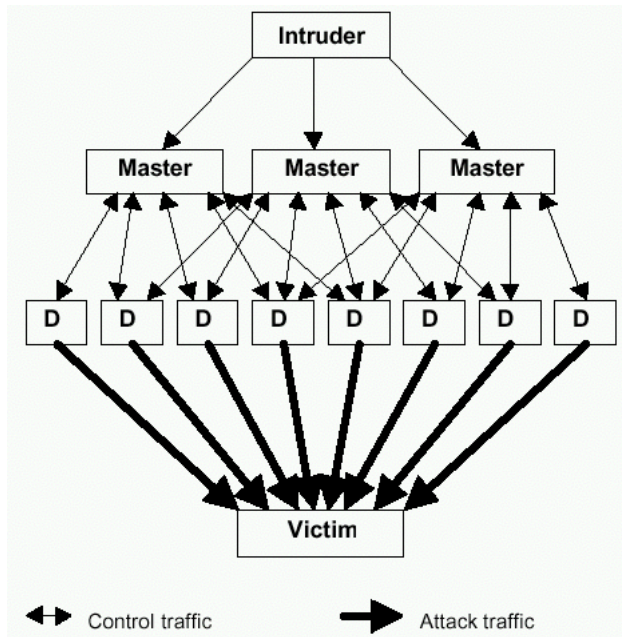 Intruder
Master Master Master
D D D D D D D D
Victim
Control traffic Attack traffic